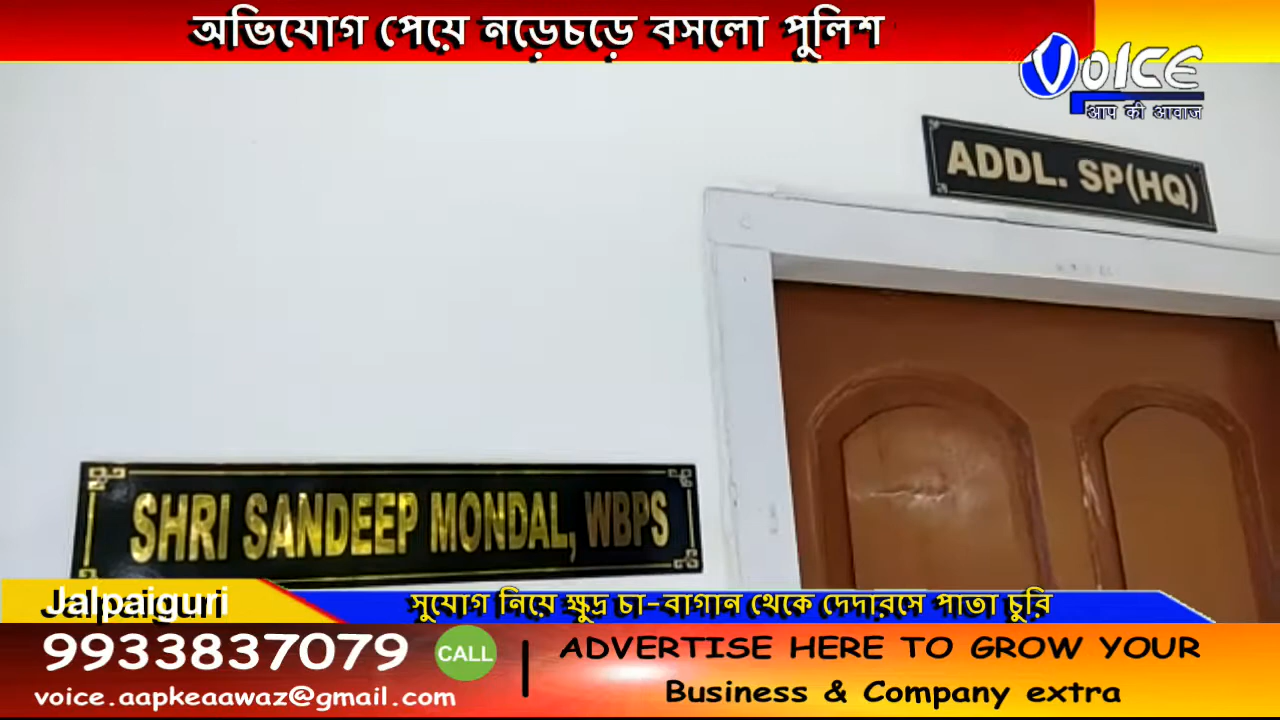 অভিযোগ পেয়ে নড়েচড়ে বসলো পুলিশ
VOICE
आप की आवाज
ADDL. SP(HQ)
SHRI SANDEEP MONDAL, WBPS
Jalpaiguri
সুযোগ নিয়ে ক্ষুদ্র চা-বাগান থেকে দেদারসে পাতা চুরি
9933837079 CALL
voice.aapkeaawaz@gmail.com
ADVERTISE HERE TO GROW YOUR
Business & Company extra